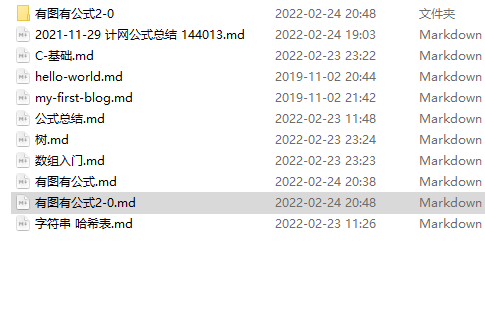 有图有公式2-0 2022-02-24 20:48 文件夹
2021-11-29 计网公式总结 144013.md 2022-02-24 19:03 Markdown
C-基础.md 2022-02-23 23:22 Markdown
hello-world.md 2019-11-02 20:44 Markdown
my-first-blog.md 2019-11-02 21:42 Markdown
公式总结.md 2022-02-23 11:48 Markdown
树.md 2022-02-23 23:24 Markdown
数组入门.md 2022-02-23 23:23 Markdown
有图有公式.md 2022-02-24 20:38 Markdown
有图有公式2-0.md 2022-02-24 20:48 Markdown
字符串 哈希表.md 2022-02-23 11:26 Markdown